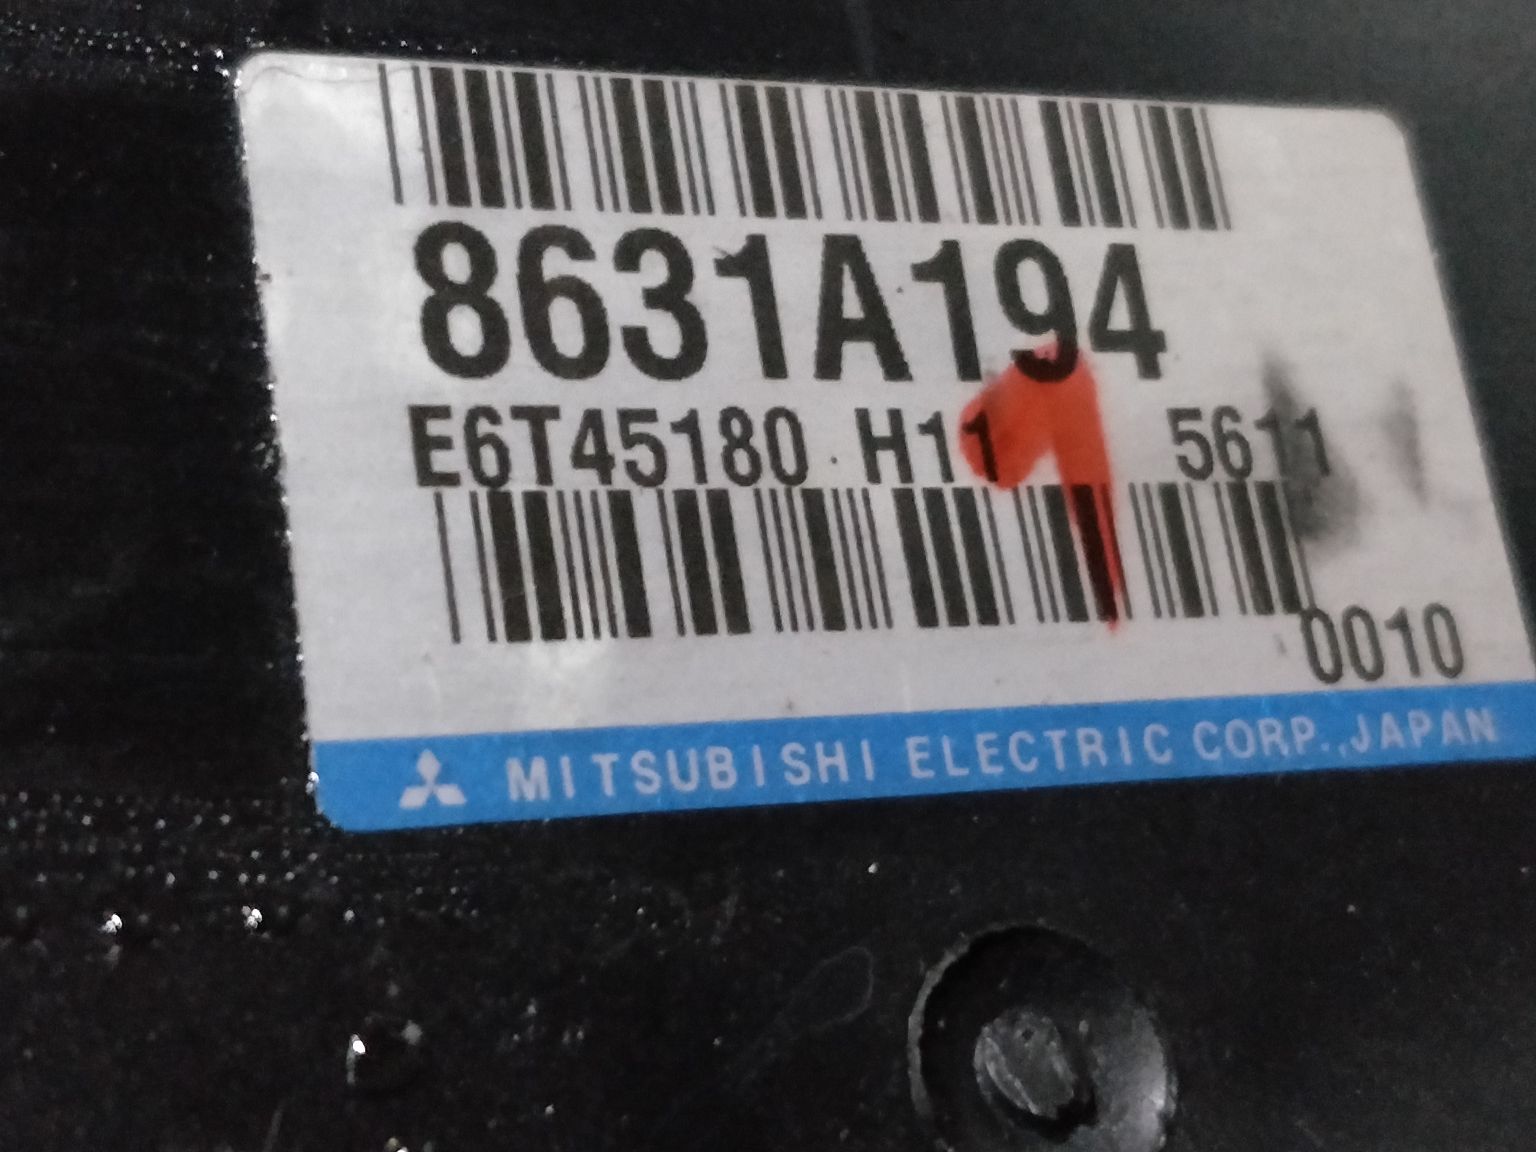 8631A194
E6T45180 H11 5611
0010
MITSUBISHI ELECTRIC CORP.,JAPAN